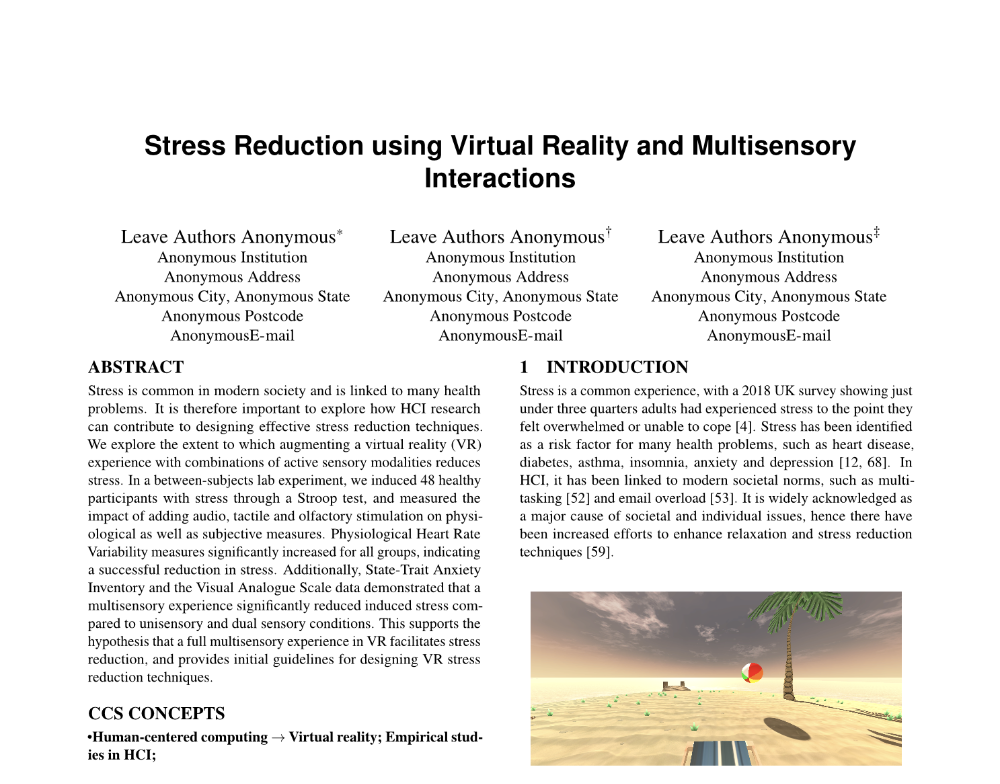 Stress Reduction using Virtual Reality and Multisensory
Interactions
Leave Authors Anonymous*
Anonymous Institution
Anonymous Address
Anonymous City, Anonymous State
Anonymous Postcode
AnonymousE-mail
Leave Authors Anonymous†
Anonymous Institution
Anonymous Address
Anonymous City, Anonymous State
Anonymous Postcode
AnonymousE-mail
Leave Authors Anonymous‡
Anonymous Institution
Anonymous Address
Anonymous City, Anonymous State
Anonymous Postcode
AnonymousE-mail
ABSTRACT
Stress is common in modern society and is linked to many health
problems. It is therefore important to explore how HCI research
can contribute to designing effective stress reduction techniques.
We explore the extent to which augmenting a virtual reality (VR)
experience with combinations of active sensory modalities reduces
stress. In a between-subjects lab experiment, we induced 48 healthy
participants with stress through a Stroop test, and measured the
impact of adding audio, tactile and olfactory stimulation on physi-
ological as well as subjective measures. Physiological Heart Rate
Variability measures significantly increased for all groups, indicating
a successful reduction in stress. Additionally, State-Trait Anxiety
Inventory and the Visual Analogue Scale data demonstrated that a
multisensory experience significantly reduced induced stress com-
pared to unisensory and dual sensory conditions. This supports the
hypothesis that a full multisensory experience in VR facilitates stress
reduction, and provides initial guidelines for designing VR stress
reduction techniques.
CCS CONCEPTS
•Human-centered computing → Virtual reality; Empirical stud-
ies in HCI;
1 INTRODUCTION
Stress is a common experience, with a 2018 UK survey showing just
under three quarters adults had experienced stress to the point they
felt overwhelmed or unable to cope [4]. Stress has been identified
as a risk factor for many health problems, such as heart disease,
diabetes, asthma, insomnia, anxiety and depression [12, 68]. In
HCI, it has been linked to modern societal norms, such as multi-
tasking [52] and email overload [53]. It is widely acknowledged as
a major cause of societal and individual issues, hence there have
been increased efforts to enhance relaxation and stress reduction
techniques [59].